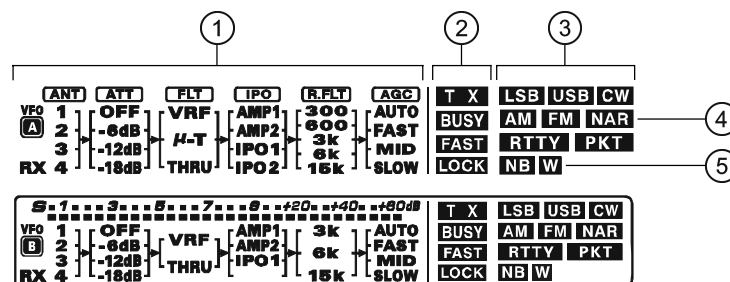 1 2 3
ANT ATT FLT IPO R.FLT AGC T X LSB USB CW
VFO 1 OFF VRF AMP1 300 AUTO BUSY AM FM NAR 4
A 2 -6dB μ-T AMP2 600 FAST FAST RTTY PKT
3 -12dB IPO1 3k MID LOCK NB W 5
RX 4 -18dB THRU IPO2 6k SLOW
15k
S 1 3 5 7 9 +20 +40 +60dB T X LSB USB CW
VFO 1 OFF VRF AMP1 3k AUTO BUSY AM FM NAR
B 2 -6dB AMP2 6k FAST FAST RTTY PKT
3 -12dB THRU IPO1 MID LOCK NB W
RX 4 -18dB 15k SLOW